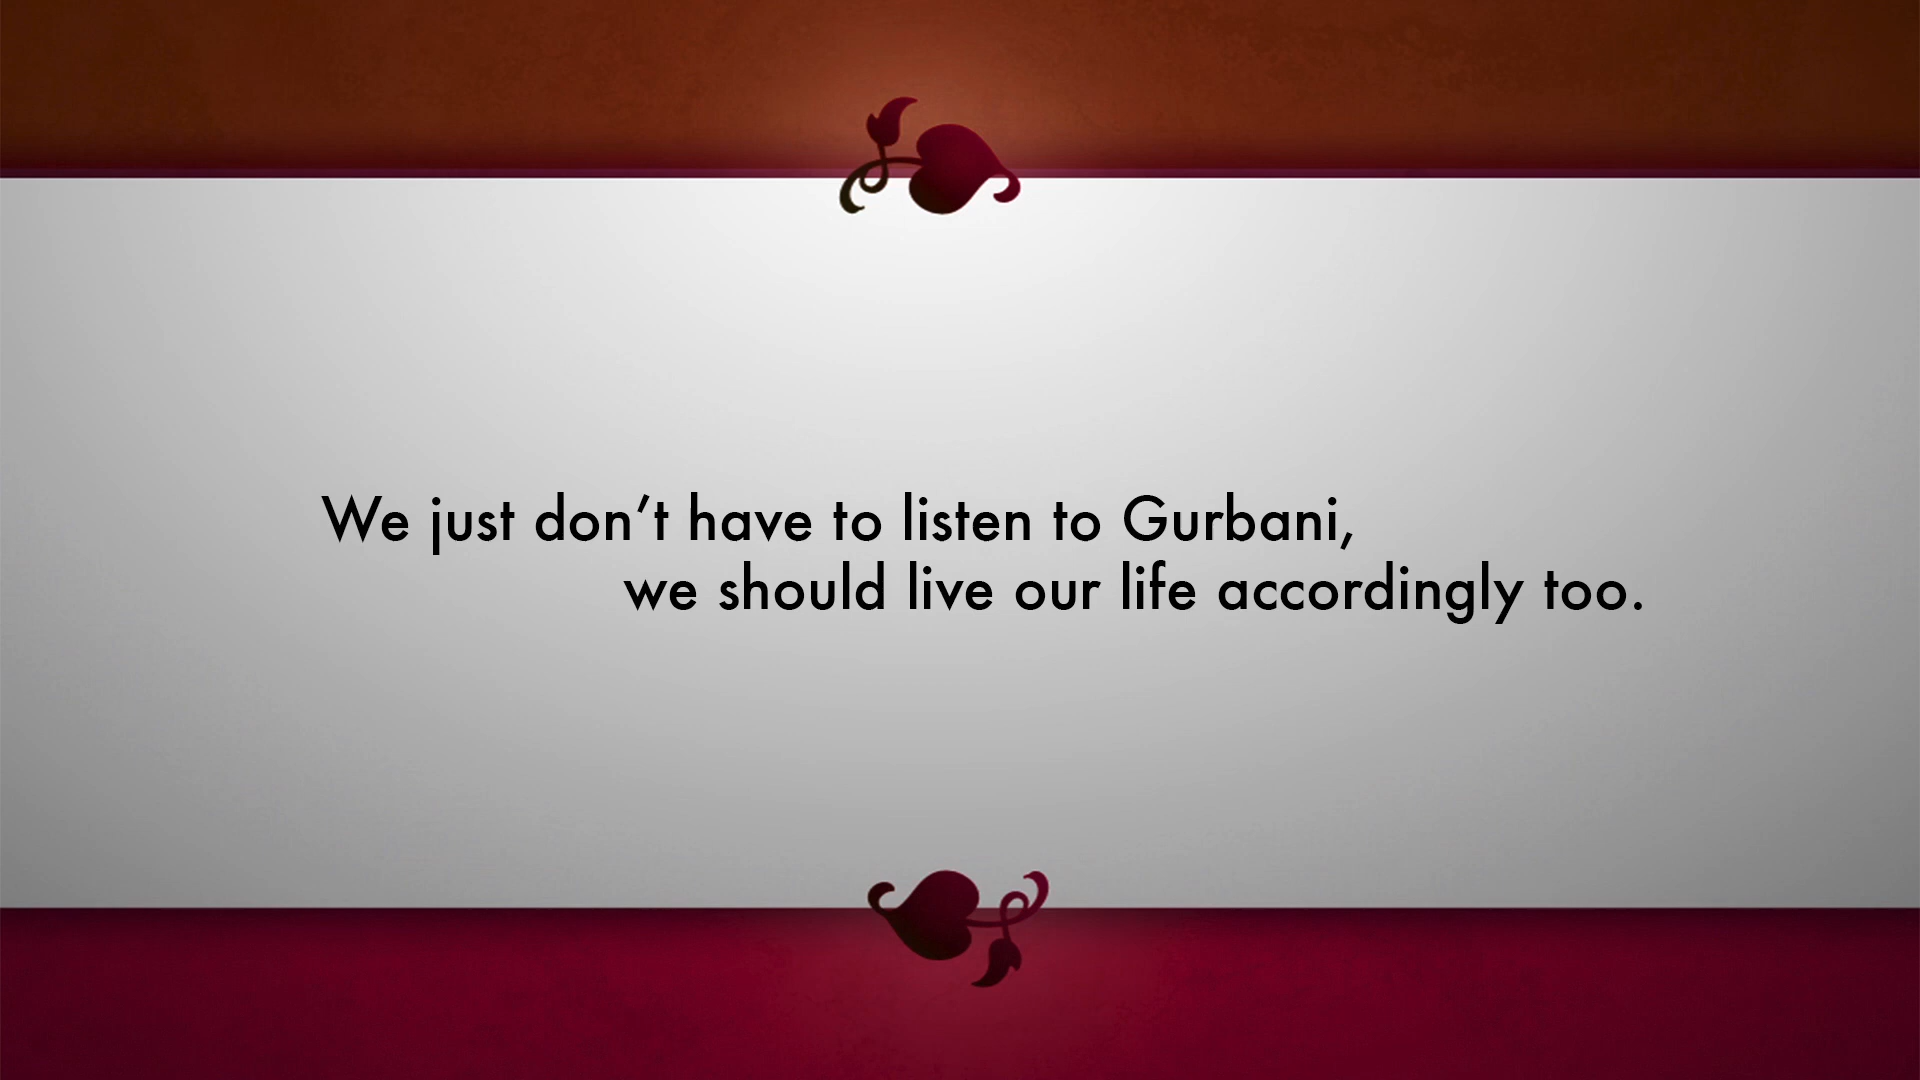 We just don’t have to listen to Gurbani,
we should live our life accordingly too.